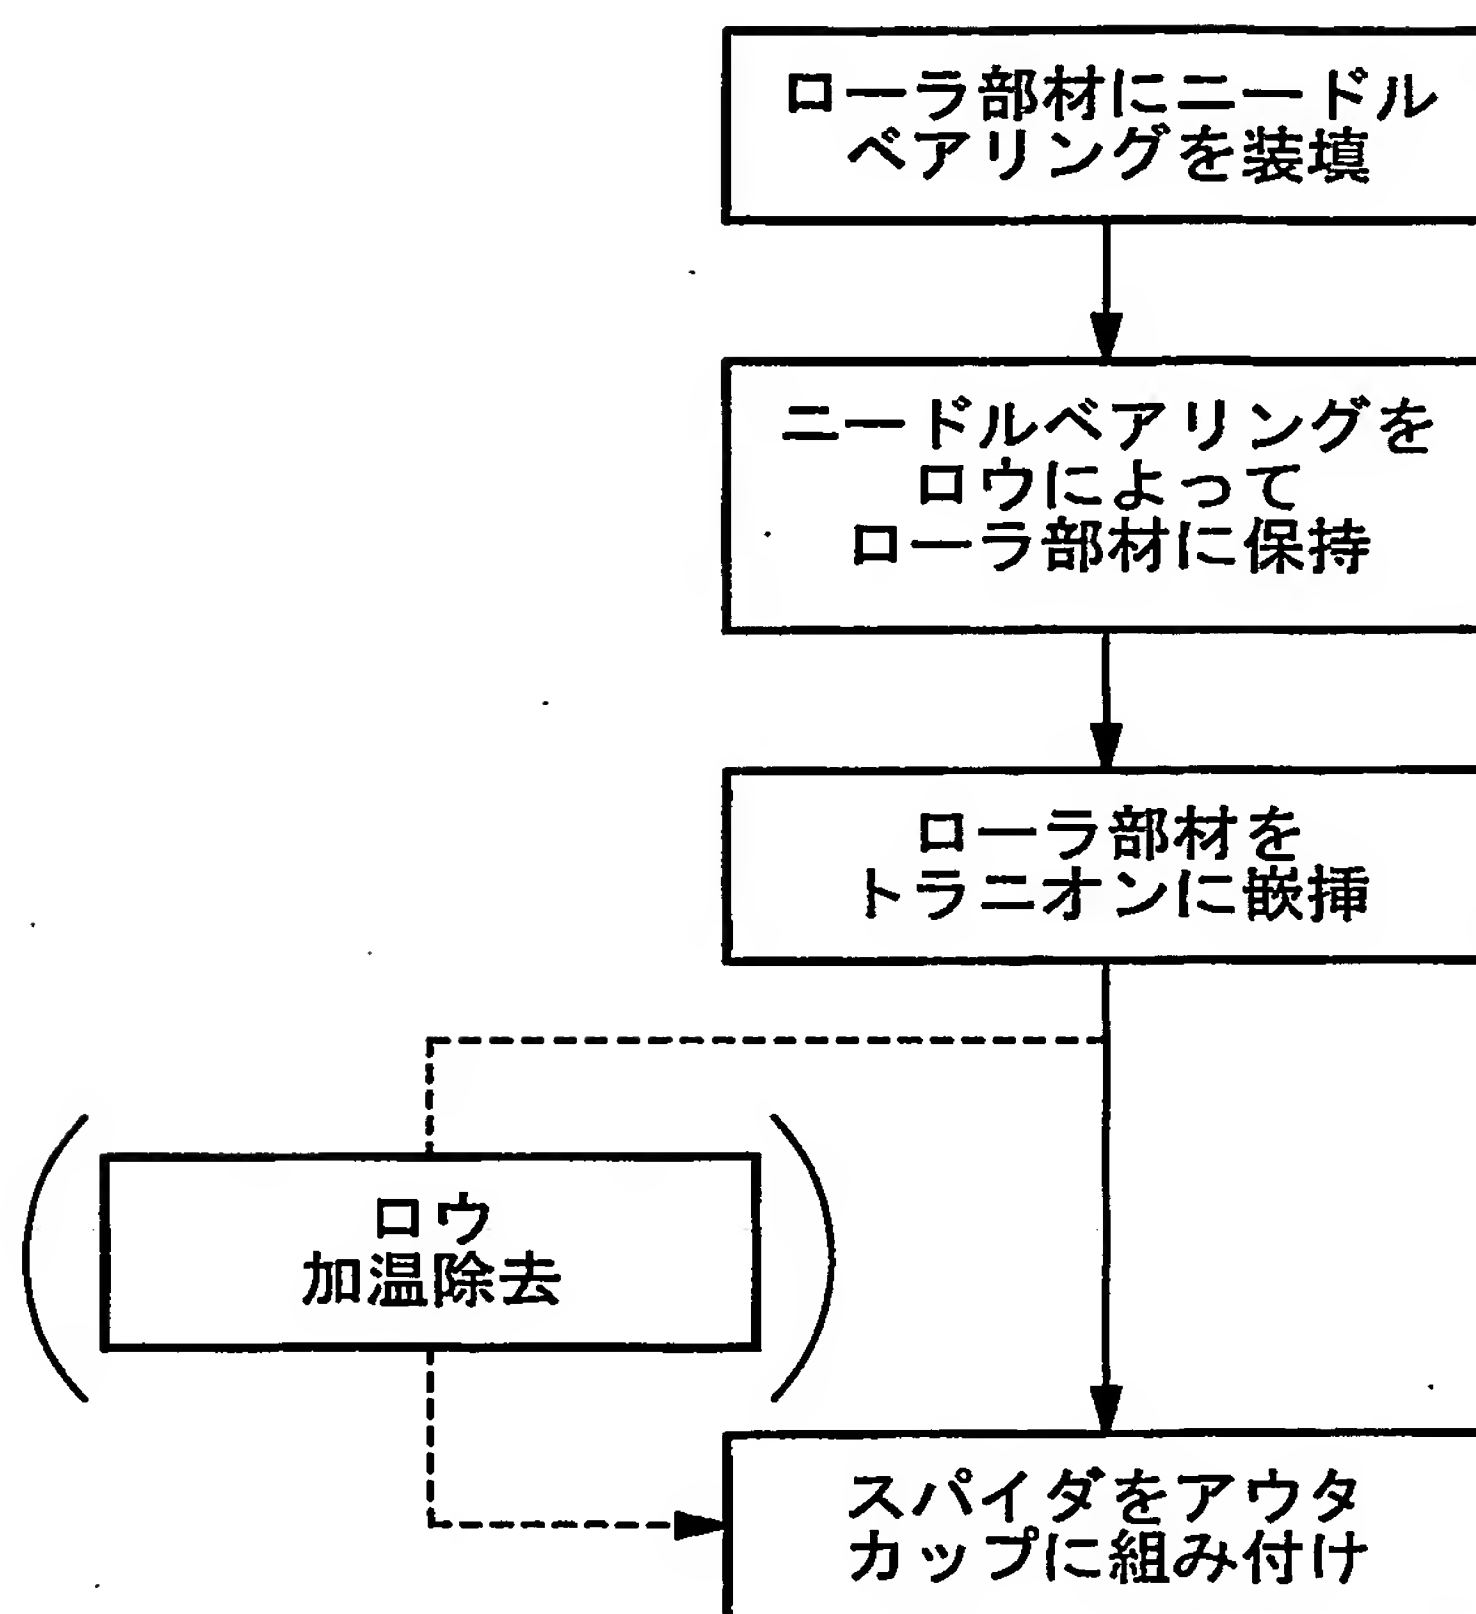 ローラ部材にニードル
ベアリングを装填
ニードルベアリングを
ロウによって
ローラ部材に保持
ローラ部材を
トラニオンに嵌挿
ロウ
加温除去
スパイダをアウタ
カップに組み付け